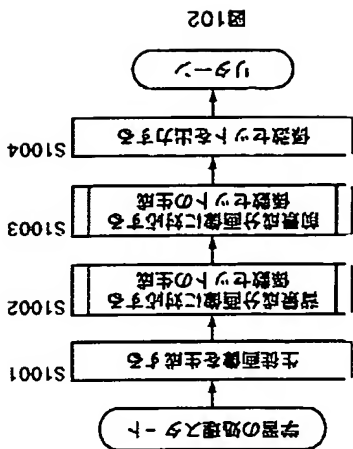 学習の処理スタート
生徒画像を生成する
S1001
背景成分画像に対応する
係数セットの生成
S1002
前景成分画像に対応する
係数セットの生成
S1003
係数セットを出力する
S1004
リターン
図102